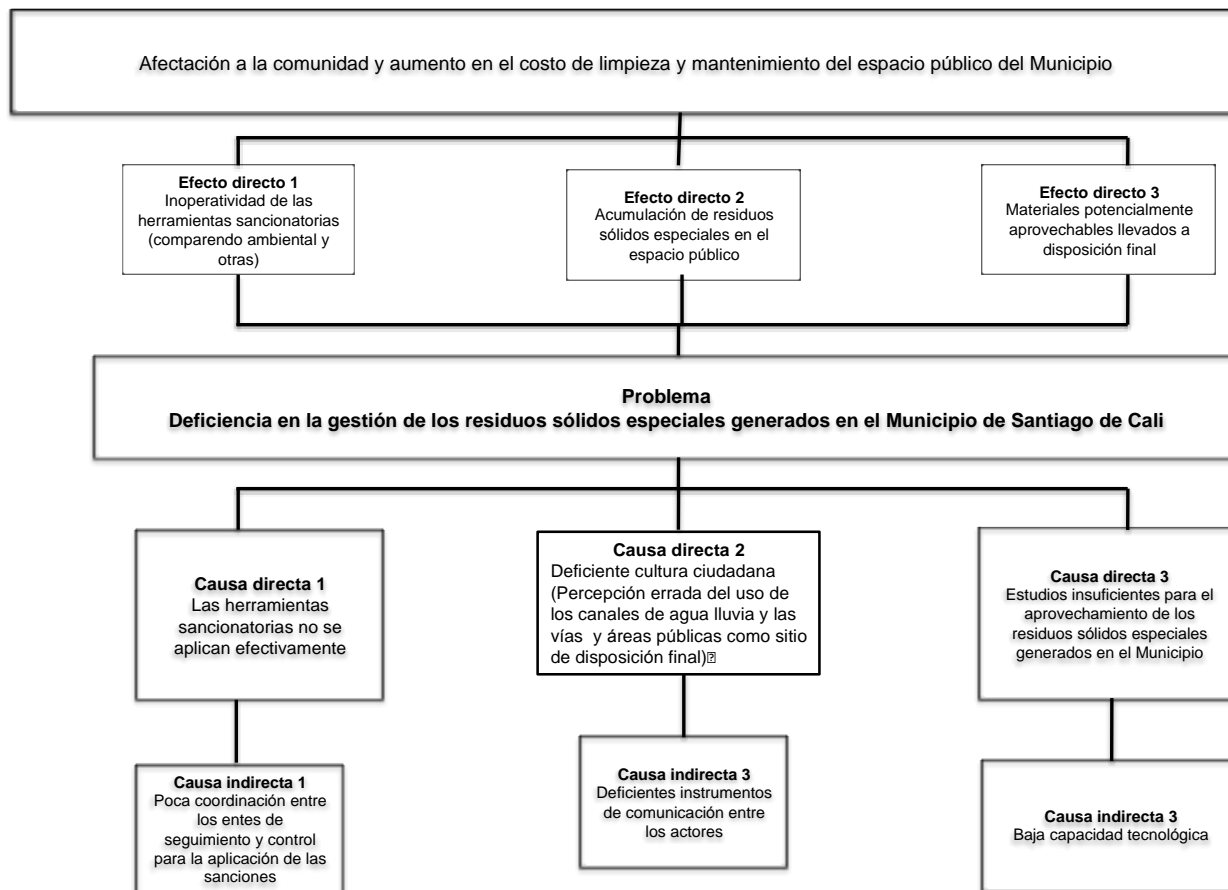 Afectación a la comunidad y aumento en el costo de limpieza y mantenimiento del espacio público del Municipio
Efecto directo 1
Inoperatividad de las
herramientas sancionatorias
(comparendo ambiental y
otras)
Efecto directo 2
Acumulación de residuos
sólidos especiales en el
espacio público
Efecto directo 3
Materiales potencialmente
aprovechables llevados a
disposición final
Problema
Deficiencia en la gestión de los residuos sólidos especiales generados en el Municipio de Santiago de Cali
Causa directa 1
Las herramientas
sancionatorias no se
aplican efectivamente
Causa directa 2
Deficiente cultura ciudadana
(Percepción errada del uso de
los canales de agua lluvia y las
vías y áreas públicas como sitio
de disposición final)
Causa directa 3
Estudios insuficientes para el
aprovechamiento de los
residuos sólidos especiales
generados en el Municipio
Causa indirecta 1
Poca coordinación entre
los entes de
seguimiento y control
para la aplicación de las
sanciones
Causa indirecta 3
Deficientes instrumentos
de comunicación entre
los actores
Causa indirecta 3
Baja capacidad tecnológica